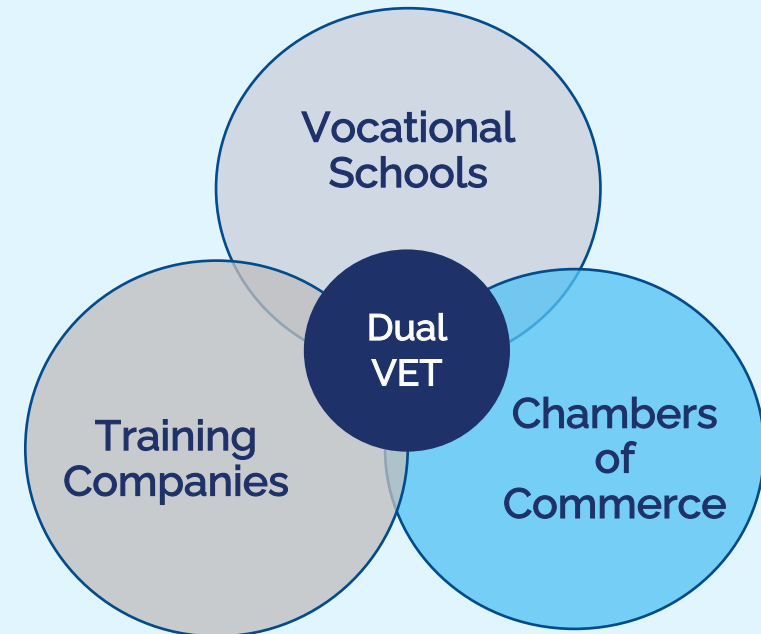 Vocational
Schools
Dual
VET
Training
Companies
Chambers
of
Commerce